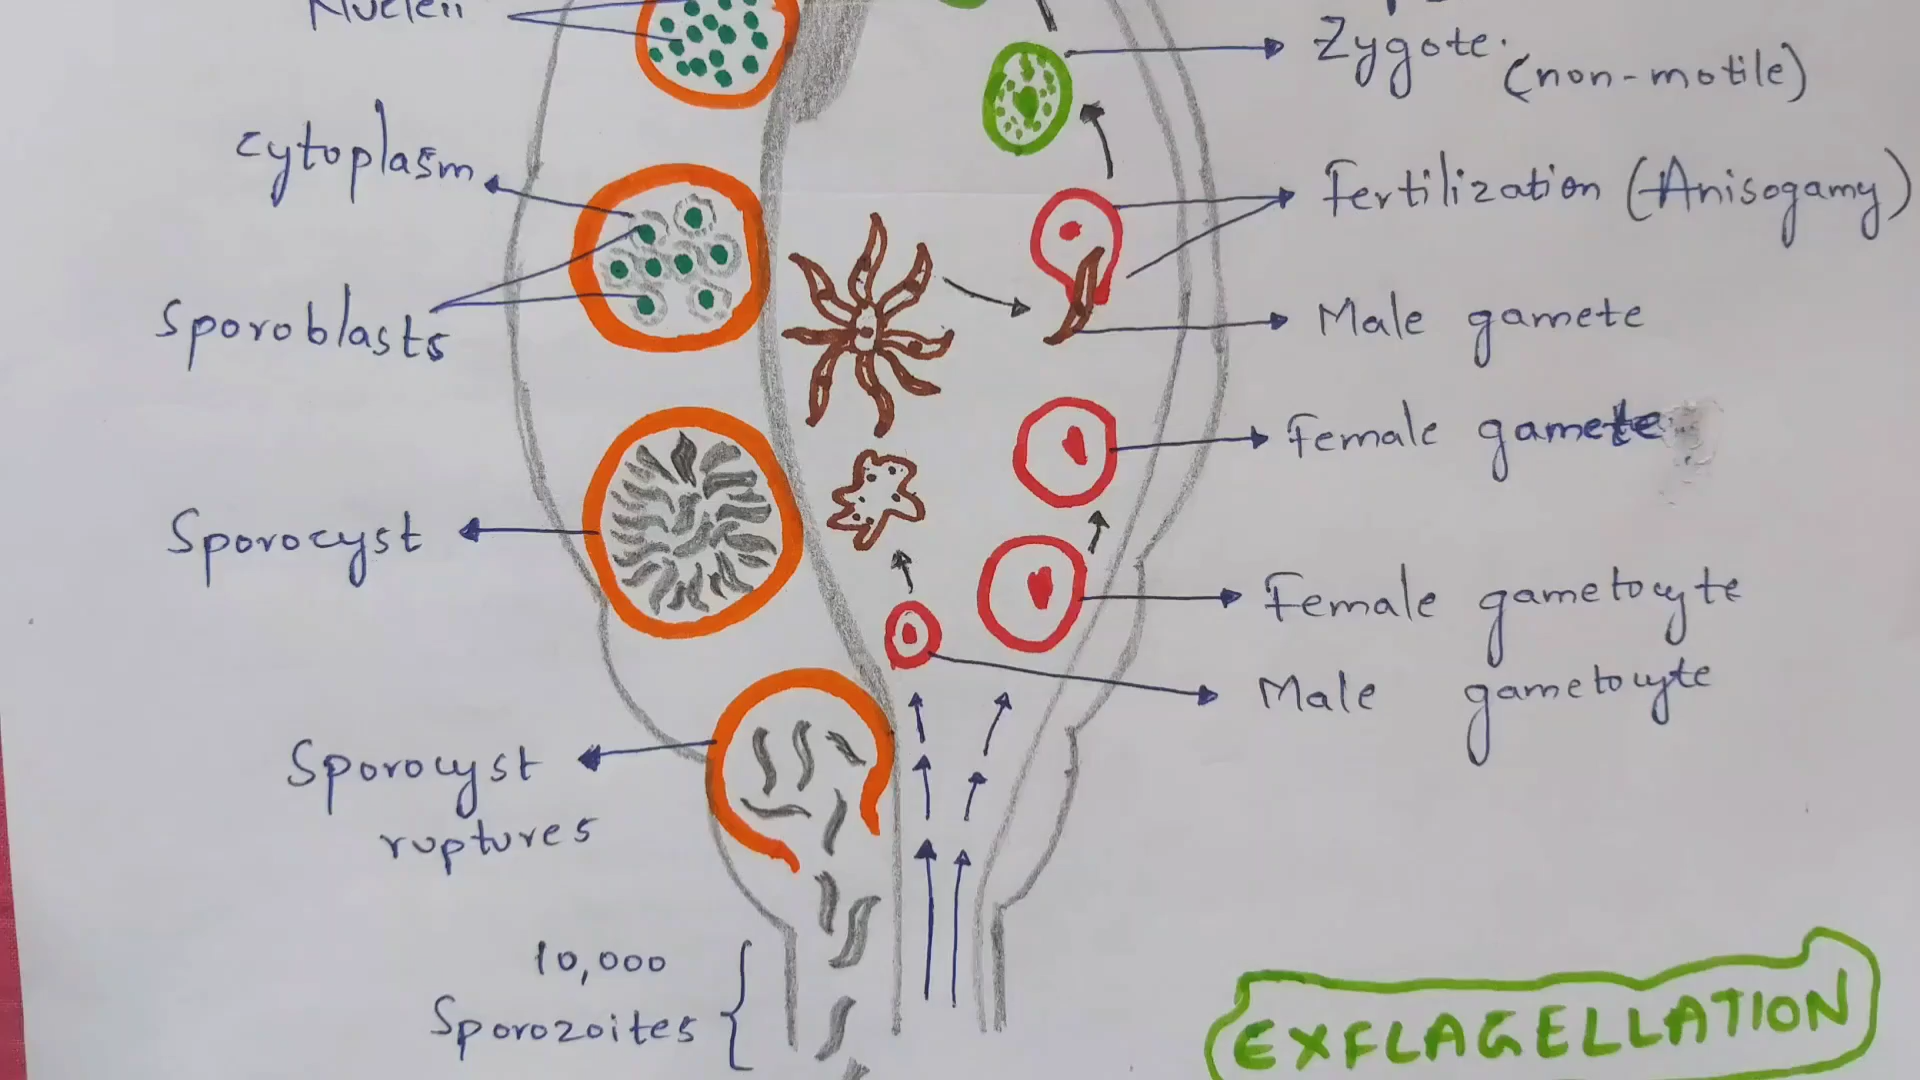 Nucleii
Cytoplasm
Sporoblasts
Sporocyst
Sporocyst
ruptures
10,000
Sporozoites
Zygote.
(non-motile)
Fertilization (Anisogamy)
Male gamete
Female gamete
Female gametocyte
Male gametocyte
EXFLAGELLATION